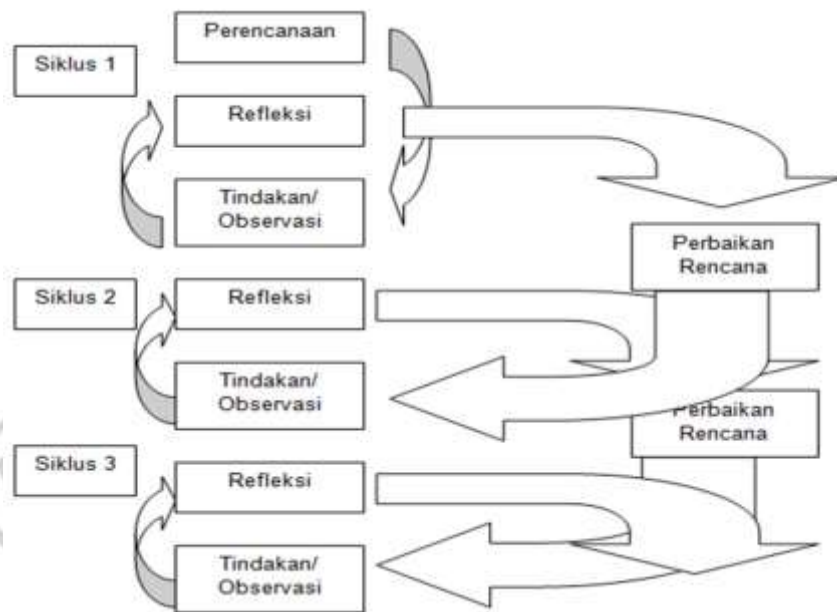 Perencanaan
Siklus 1
Refleksi
Tindakan/
Observasi
Perbaikan
Rencana
Siklus 2
Refleksi
Tindakan/
Observasi
Perbaikan
Rencana
Siklus 3
Refleksi
Tindakan/
Observasi